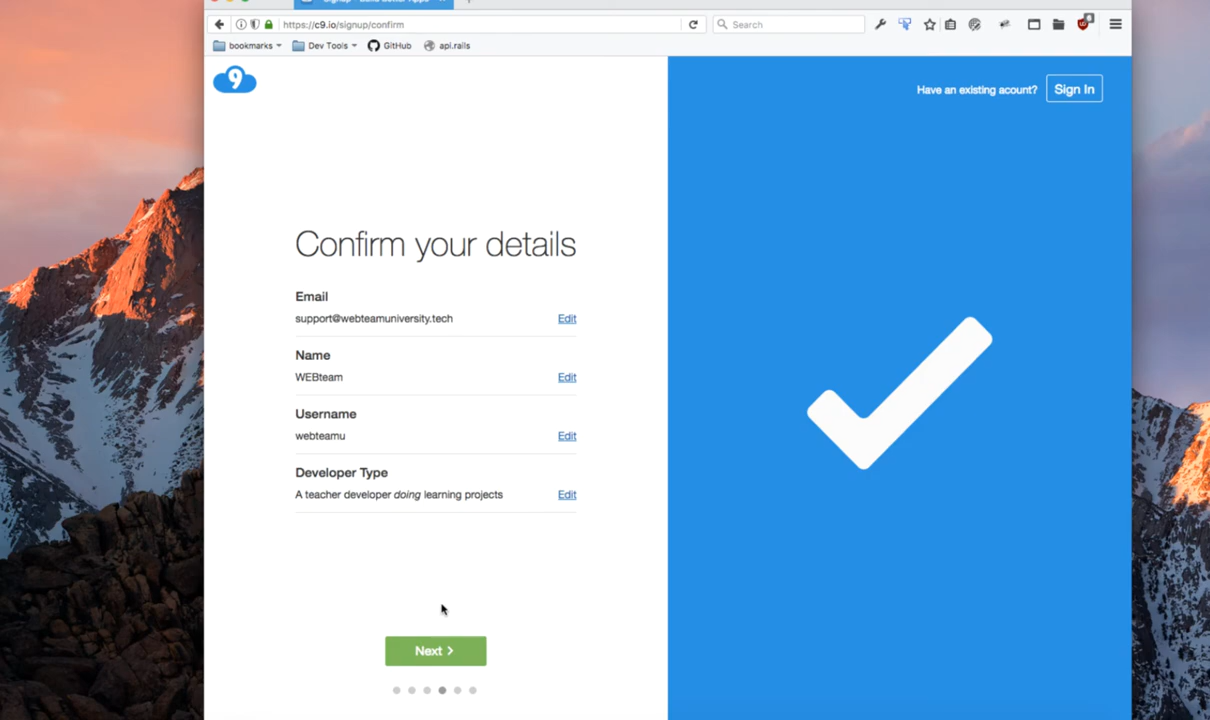 https://c9.io/signup/confirm
Search
bookmarks
Dev Tools
GitHub
api.rails
9
Have an existing acount?
Sign In
Confirm your details
Email
support@webteamuniversity.tech
Edit
Name
WEBteam
Edit
Username
webteamu
Edit
Developer Type
A teacher developer doing learning projects
Edit
Next